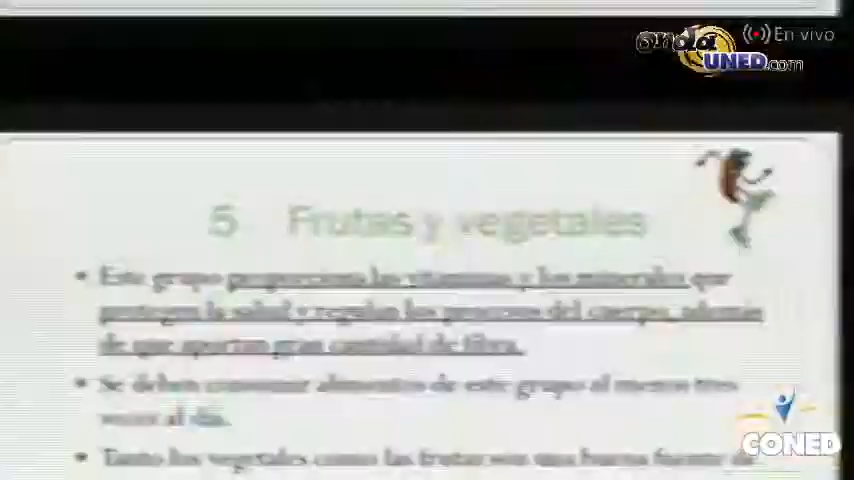 onda
UNED.com
En vivo
5 Frutas y vegetales
• Este grupo proporciona las vitaminas y los minerales que
protegen la salud y regulan los procesos del cuerpo, además
de que aportan gran cantidad de fibra.
• Se deben consumir alimentos de este grupo al menos tres
veces al día.
• Tanto los vegetales como las frutas son una buena fuente de
CONED